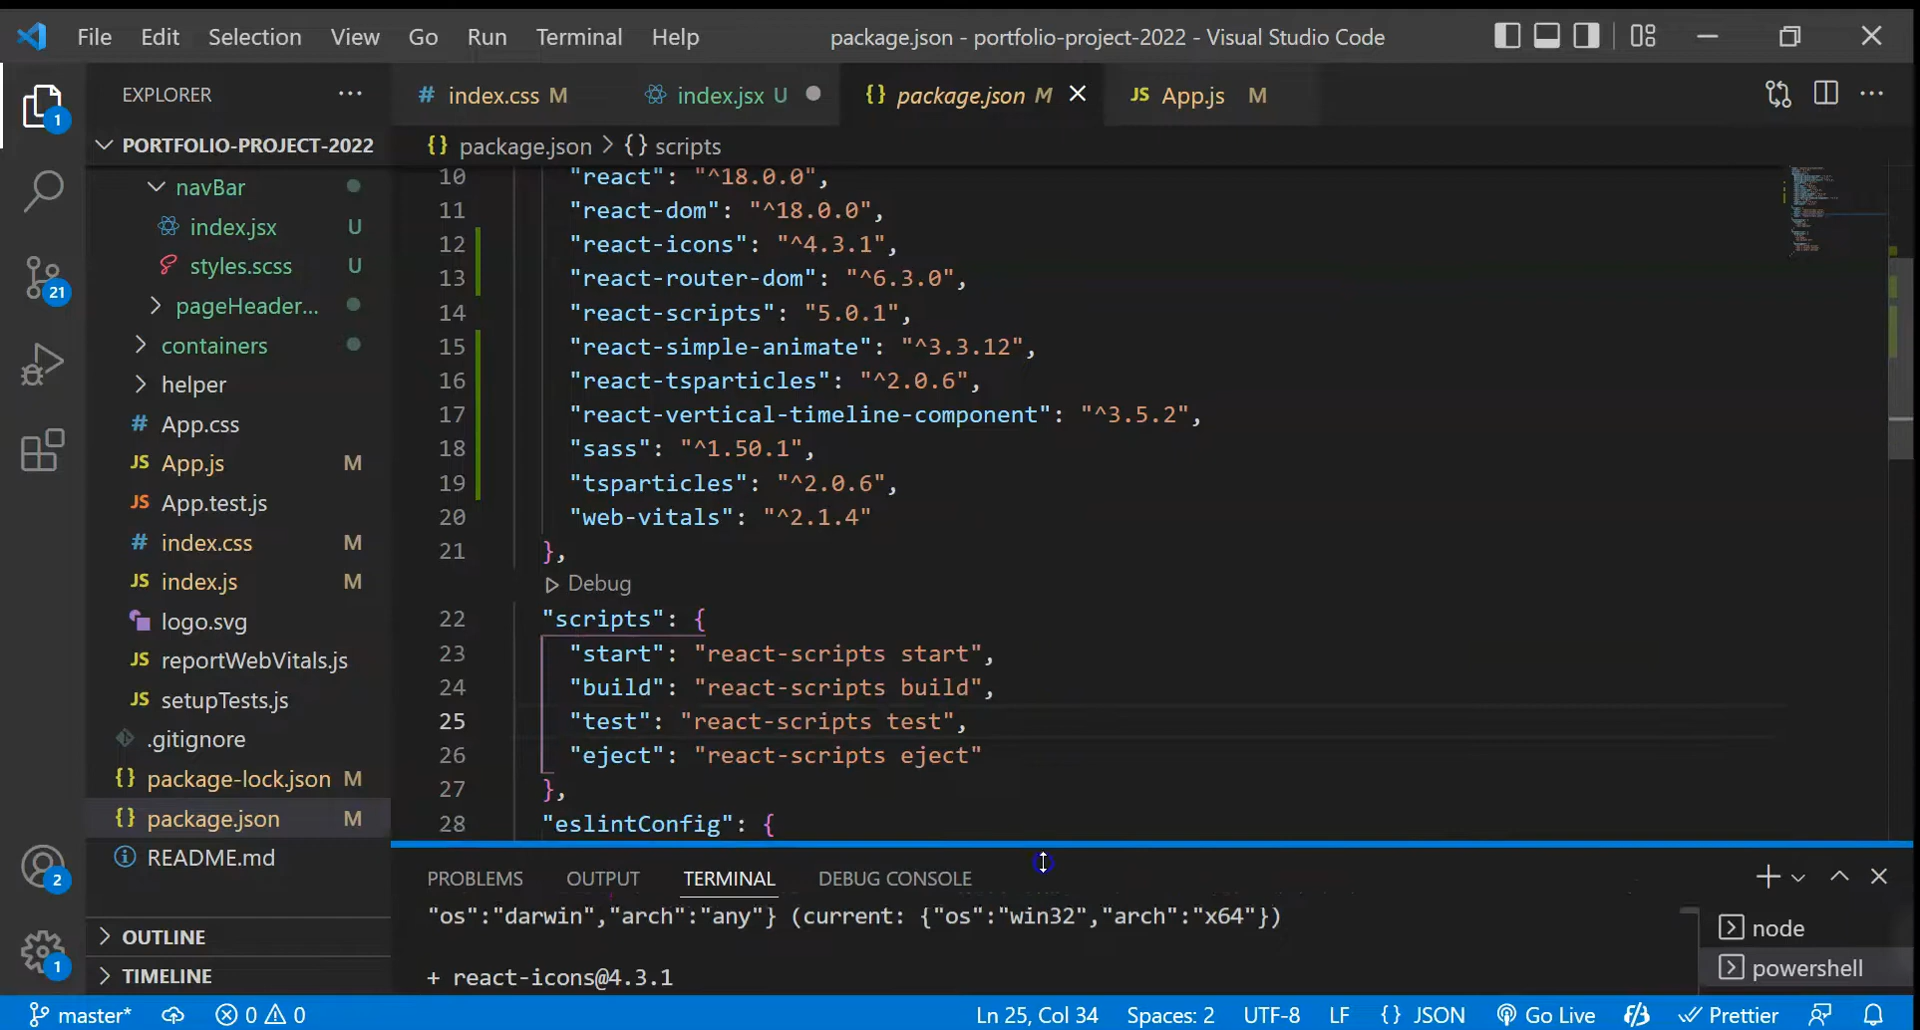 File Edit Selection View Go Run Terminal Help package.json - portfolio-project-2022 - Visual Studio Code
EXPLORER ···
# index.css M index.jsx U ● {} package.json M × JS App.js M ···
1
PORTFOLIO-PROJECT-2022
{} package.json > {} scripts
navBar
index.jsx U
styles.scss U
21
pageHeader...
containers
helper
# App.css
JS App.js M
JS App.test.js
# index.css M
JS index.js M
logo.svg
JS reportWebVitals.js
JS setupTests.js
.gitignore
{} package-lock.json M
{} package.json M
README.md
2
OUTLINE
1
TIMELINE
10 "react": "^18.0.0",
11 "react-dom": "^18.0.0",
12 "react-icons": "^4.3.1",
13 "react-router-dom": "^6.3.0",
14 "react-scripts": "5.0.1",
15 "react-simple-animate": "^3.3.12",
16 "react-tsparticles": "^2.0.6",
17 "react-vertical-timeline-component": "^3.5.2",
18 "sass": "^1.50.1",
19 "tsparticles": "^2.0.6",
20 "web-vitals": "^2.1.4"
21 },
Debug
22 "scripts": {
23 "start": "react-scripts start",
24 "build": "react-scripts build",
25 "test": "react-scripts test",
26 "eject": "react-scripts eject"
27 },
28 "eslintConfig": {
PROBLEMS OUTPUT TERMINAL DEBUG CONSOLE
"os":"darwin","arch":"any"} (current: {"os":"win32","arch":"x64"})
+ react-icons@4.3.1
node
powershell
master* 0 0 Ln 25, Col 34 Spaces: 2 UTF-8 LF {} JSON Go Live Prettier